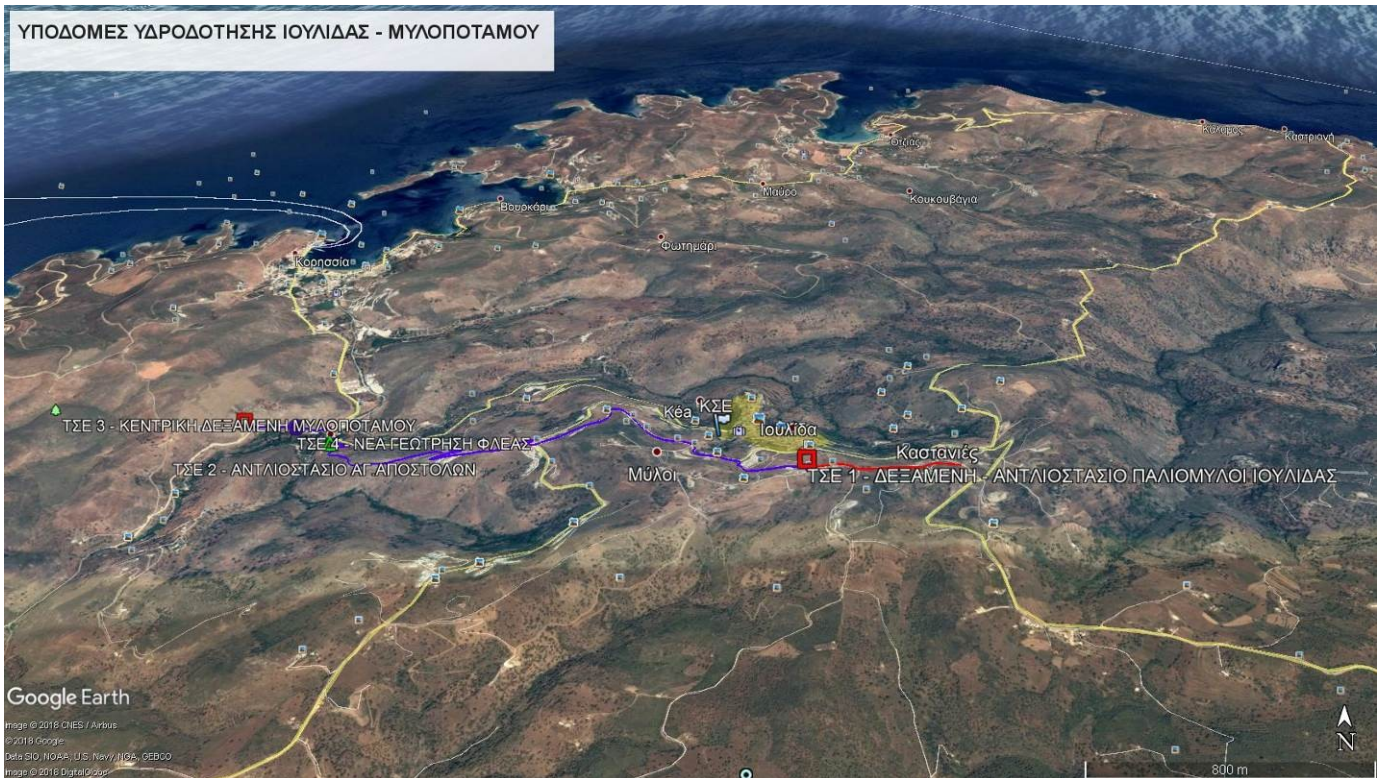 ΥΠΟΔΟΜΕΣ ΥΔΡΟΔΟΤΗΣΗΣ ΙΟΥΛΙΔΑΣ - ΜΥΛΟΠΟΤΑΜΟΥ
Κάλαμος
Καστριανή
Οτζιάς
Μαύρο
Κουκουβάγια
Βουρκάρι
Φωτημάρι
Κορησσία
Kéa
ΚΣΕ
Ιουλίδα
ΤΣΕ 3 - ΚΕΝΤΡΙΚΗ ΔΕΞΑΜΕΝΗ ΜΥΛΟΠΟΤΑΜΟΥ
ΤΣΕ 4 - ΝΕΑ ΓΕΩΤΡΗΣΗ ΦΛΕΑΣ
Καστανιές
ΤΣΕ 2 - ΑΝΤΛΙΟΣΤΑΣΙΟ ΑΓ.ΑΠΟΣΤΟΛΩΝ
Μύλοι
ΤΣΕ 1 - ΔΕΞΑΜΕΝΗ - ΑΝΤΛΙΟΣΤΑΣΙΟ ΠΑΛΙΟΜΥΛΟΙ ΙΟΥΛΙΔΑΣ
Google Earth
Image © 2018 CNES / Airbus
© 2018 Google
Data SIO, NOAA, U.S. Navy, NGA, GEBCO
Image © 2018 DigitalGlobe
N
800 m